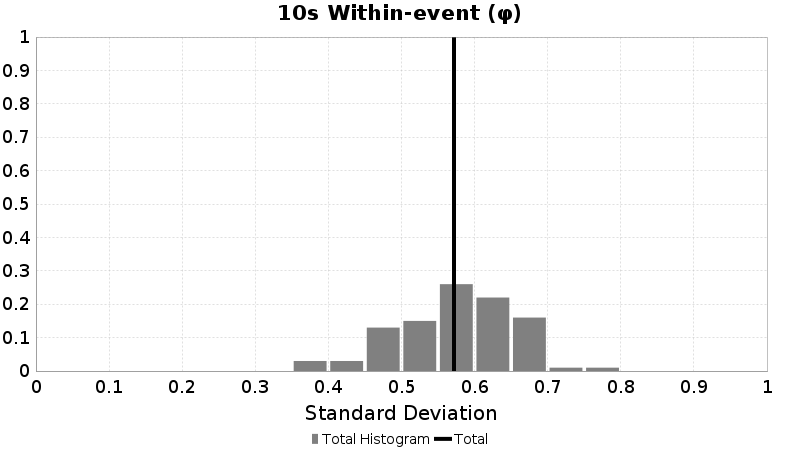 10s Within-event (φ)
1
0.9
0.8
0.7
0.6
0.5
0.4
0.3
0.2
0.1
0
0 0.1 0.2 0.3 0.4 0.5 0.6 0.7 0.8 0.9 1
Standard Deviation
Total Histogram Total